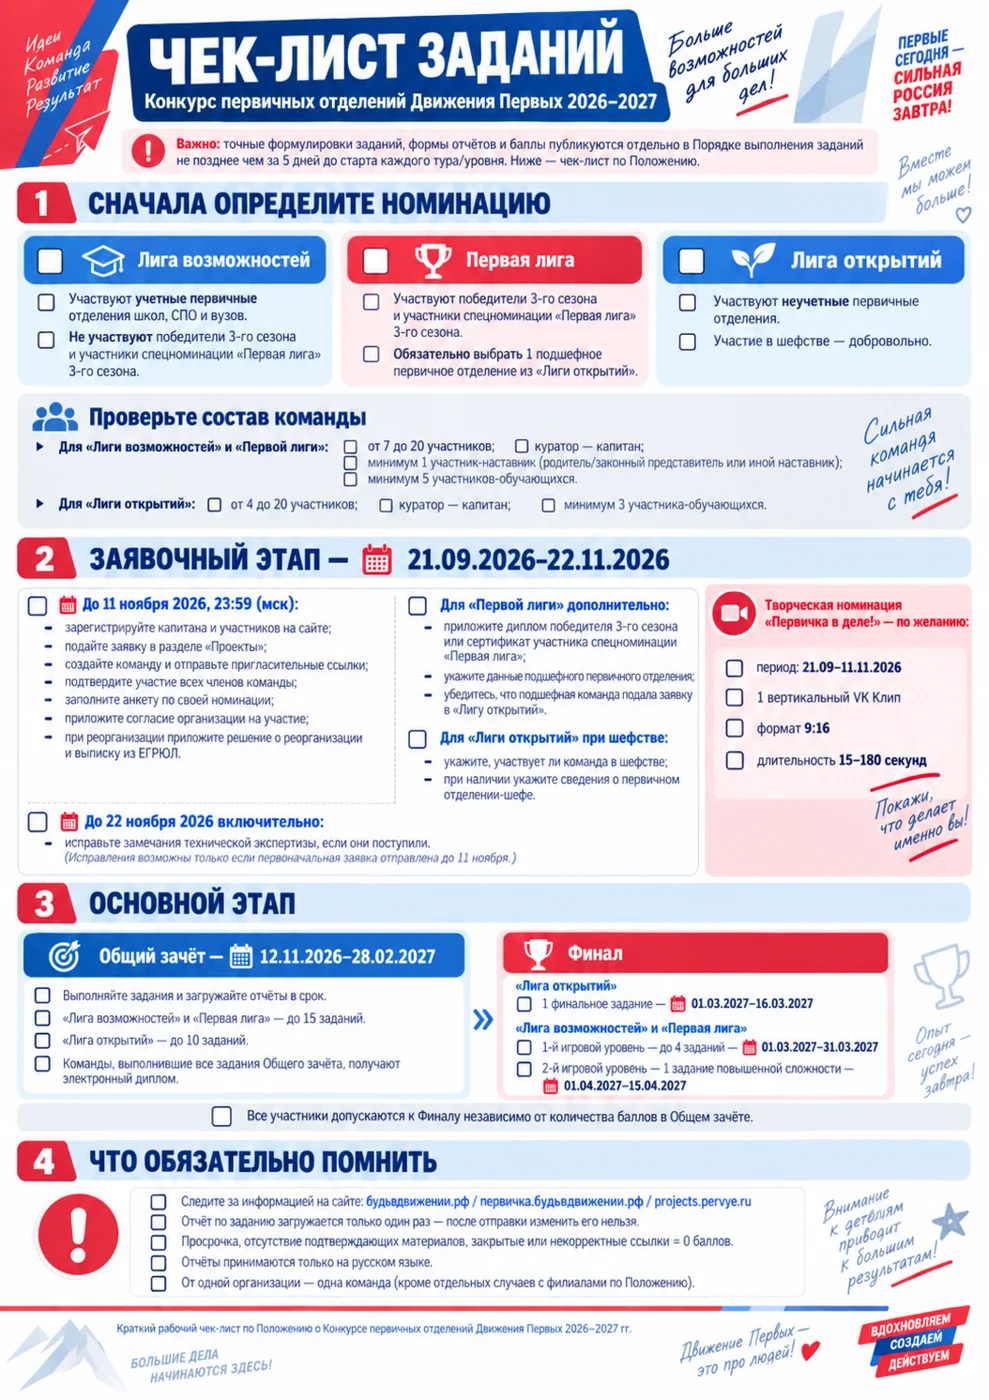 Идеи
Команда
Развитие
Результат
ЧЕК-ЛИСТ ЗАДАНИЙ
Конкурс первичных отделений Движения Первых 2026–2027
Больше
возможностей
для больших
дел!
ПЕРВЫЕ
СЕГОДНЯ —
СИЛЬНАЯ
РОССИЯ
ЗАВТРА!
Важно: точные формулировки заданий, формы отчётов и баллы публикуются отдельно в Порядке выполнения заданий
не позднее чем за 5 дней до старта каждого тура/уровня. Ниже — чек-лист по Положению.
Вместе
мы можем
больше!
1 СНАЧАЛА ОПРЕДЕЛИТЕ НОМИНАЦИЮ
Лига возможностей
Участвуют учетные первичные
отделения школ, СПО и вузов.
Не участвуют победители 3-го сезона
и участники спецноминации «Первая лига»
3-го сезона.
Первая лига
Участвуют победители 3-го сезона
и участники спецноминации «Первая лига»
3-го сезона.
Обязательно выбрать 1 подшефное
первичное отделение из «Лиги открытий».
Лига открытий
Участвуют неучетные первичные
отделения.
Участие в шефстве — добровольно.
Проверьте состав команды
Для «Лиги возможностей» и «Первой лиги»: от 7 до 20 участников; куратор — капитан;
минимум 1 участник-наставник (родитель/законный представитель или иной наставник);
минимум 5 участников-обучающихся.
Для «Лиги открытий»: от 4 до 20 участников; куратор — капитан; минимум 3 участника-обучающихся.
Сильная
команда
начинается
с тебя!
2 ЗАЯВОЧНЫЙ ЭТАП — 21.09.2026–22.11.2026
До 11 ноября 2026, 23:59 (мск):
зарегистрируйте капитана и участников на сайте;
подайте заявку в разделе «Проекты»;
создайте команду и отправьте пригласительные ссылки;
подтвердите участие всех членов команды;
заполните анкету по своей номинации;
приложите согласие организации на участие;
при реорганизации приложите решение о реорганизации
и выписку из ЕГРЮЛ.
Для «Первой лиги» дополнительно:
приложите диплом победителя 3-го сезона
или сертификат участника спецноминации
«Первая лига»;
укажите данные подшефного первичного отделения;
убедитесь, что подшефная команда подала заявку
в «Лигу открытий».
Для «Лиги открытий» при шефстве:
укажите, участвует ли команда в шефстве;
при наличии укажите сведения о первичном
отделении-шефе.
До 22 ноября 2026 включительно:
исправьте замечания технической экспертизы, если они поступили.
(Исправления возможны только если первоначальная заявка отправлена до 11 ноября.)
Творческая номинация
«Первичка в деле!» — по желанию:
период: 21.09–11.11.2026
1 вертикальный VK Клип
формат 9:16
длительность 15–180 секунд
Покажи,
что делает
именно вы!
3 ОСНОВНОЙ ЭТАП
Общий зачёт — 12.11.2026–28.02.2027
Выполняйте задания и загружайте отчёты в срок.
«Лига возможностей» и «Первая лига» — до 15 заданий.
«Лига открытий» — до 10 заданий.
Команды, выполнившие все задания Общего зачёта, получают
электронный диплом.
Финал
«Лига открытий»
1 финальное задание — 01.03.2027–16.03.2027
«Лига возможностей» и «Первая лига»
1-й игровой уровень — до 4 заданий — 01.03.2027–31.03.2027
2-й игровой уровень — 1 задание повышенной сложности —
01.04.2027–15.04.2027
Опыт
сегодня —
успех
завтра!
Все участники допускаются к Финалу независимо от количества баллов в Общем зачёте.
4 ЧТО ОБЯЗАТЕЛЬНО ПОМНИТЬ
Следите за информацией на сайте: будьвдвижении.рф / первичка.будьвдвижении.рф / projects.pervye.ru
Отчёт по заданию загружается только один раз — после отправки изменить его нельзя.
Просрочка, отсутствие подтверждающих материалов, закрытые или некорректные ссылки = 0 баллов.
Отчёты принимаются только на русском языке.
От одной организации — одна команда (кроме отдельных случаев с филиалами по Положению).
Внимание
к
приводит
к большим
результатам!
Краткий рабочий чек-лист по Положению о Конкурсе первичных отделений Движения Первых 2026–2027 гг.
БОЛЬШИЕ ДЕЛА
НАЧИНАЮТСЯ ЗДЕСЬ!
Движение Первых —
это про людей!
ВДОХНОВЛЯЕМ
СОЗДАЕМ
ДЕЙСТВУЕМ